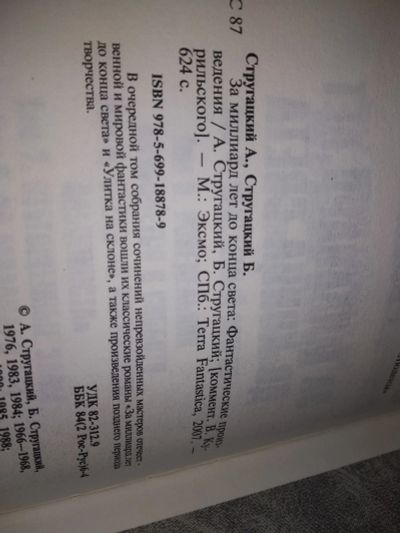 С 87
Стругацкий А., Стругацкий Б.
За миллиард лет до конца света: Фантастические произ-
ведения / А. Стругацкий, Б. Стругацкий; [коммент. В. Ку-
рильского]. — М.: Эксмо; СПб.: Terra Fantastica, 2007. —
624 с.
ISBN 978-5-699-18878-9
В очередной том собрания сочинений непревзойденных мастеров отечест-
венной и мировой фантастики вошли их классические романы «За миллиард лет
до конца света» и «Улитка на склоне», а также произведения позднего периода
творчества.
УДК 82-312.9
ББК 84(2 Рос-Рус)6-4
© А. Стругацкий, Б. Стругацкий,
1976, 1983, 1984; 1966–1968,
1985, 1988;